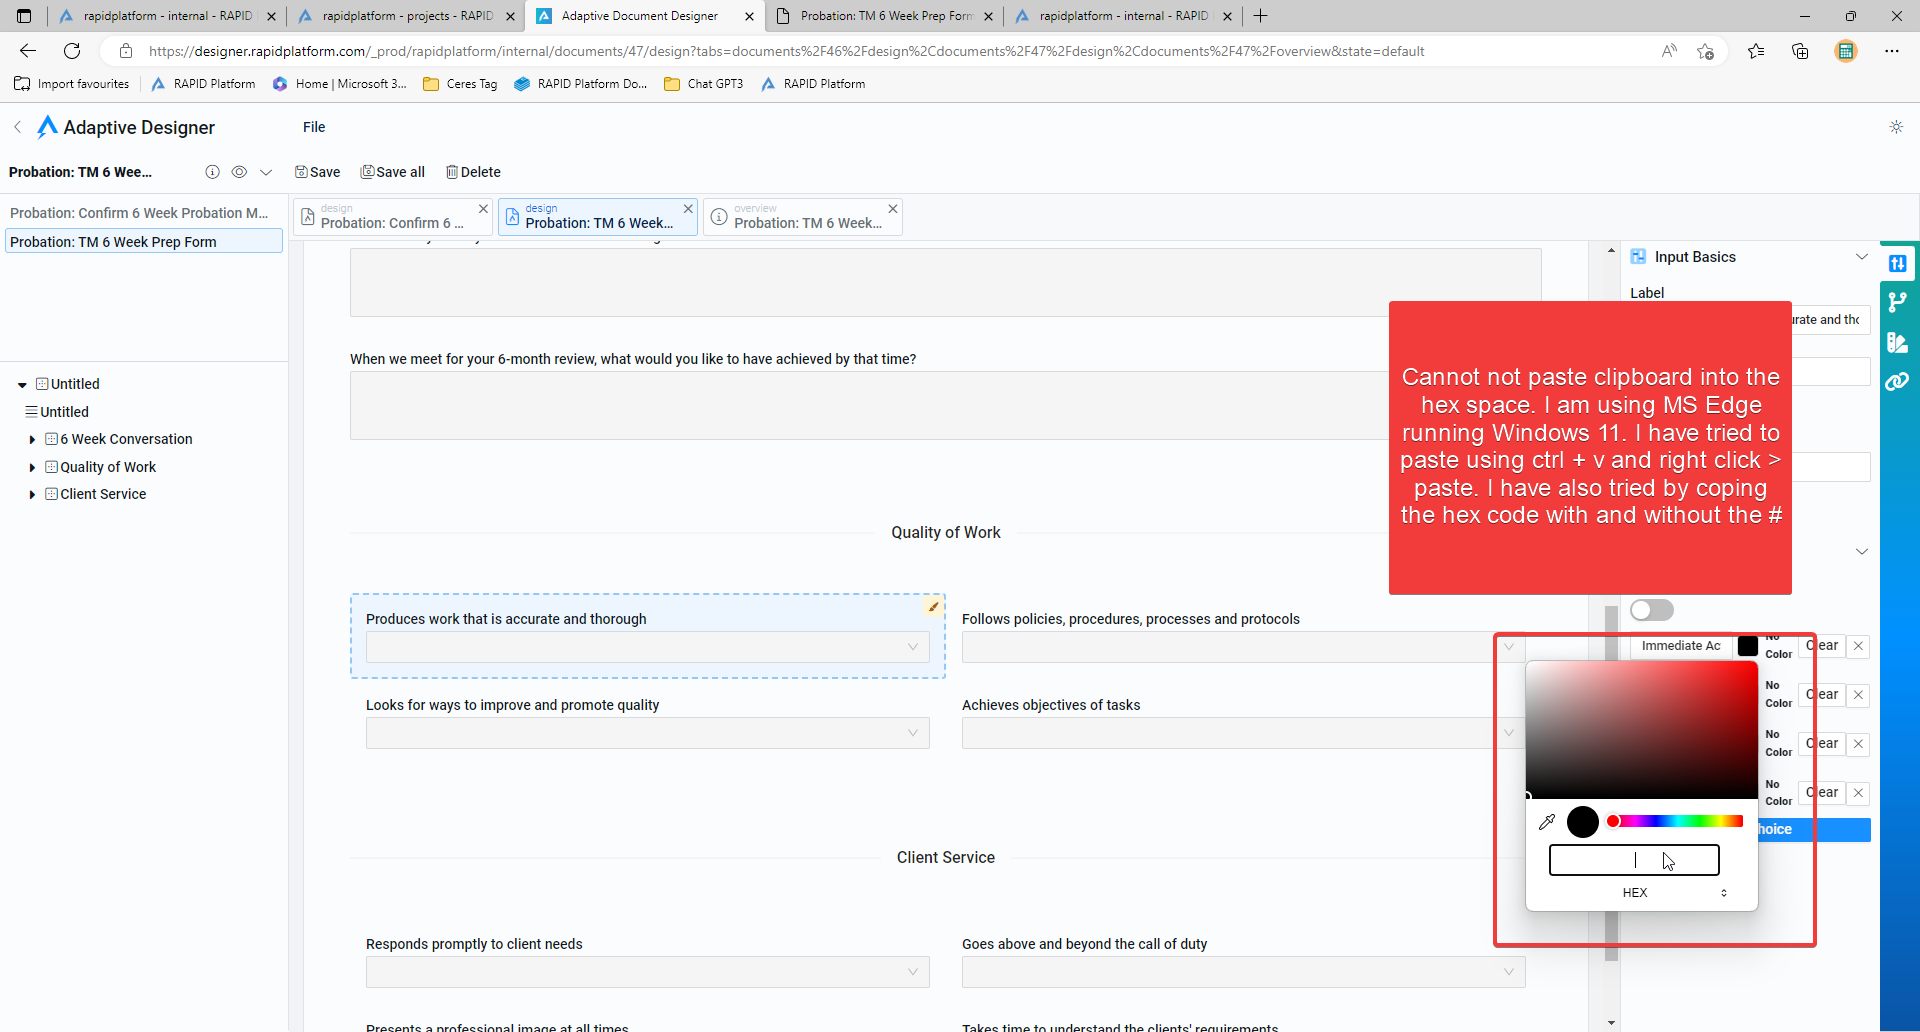 rapidplatform - internal - RAPID
rapidplatform - projects - RAPID
Adaptive Document Designer
Probation: TM 6 Week Prep Form
rapidplatform - internal - RAPID
https://designer.rapidplatform.com/_prod/rapidplatform/internal/documents/47/design?tabs=documents%2F46%2Fdesign%2Cdocuments%2F47%2Fdesign%2Cdocuments%2F47%2Foverview&state=default
Import favourites
RAPID Platform
Home | Microsoft 3...
Ceres Tag
RAPID Platform Do...
Chat GPT3
RAPID Platform
Adaptive Designer
File
Probation: TM 6 Wee...
Save
Save all
Delete
Probation: Confirm 6 Week Probation M...
Probation: TM 6 Week Prep Form
design
Probation: Confirm 6 ...
design
Probation: TM 6 Week...
overview
Probation: TM 6 Week...
Untitled
Untitled
6 Week Conversation
Quality of Work
Client Service
When we meet for your 6-month review, what would you like to have achieved by that time?
Quality of Work
Produces work that is accurate and thorough
Follows policies, procedures, processes and protocols
Looks for ways to improve and promote quality
Achieves objectives of tasks
Client Service
Responds promptly to client needs
Goes above and beyond the call of duty
Presents a professional image at all times
Takes time to understand the clients' requirements
Input Basics
Label
urate and tho
Cannot not paste clipboard into the
hex space. I am using MS Edge
running Windows 11. I have tried to
paste using ctrl + v and right click >
paste. I have also tried by coping
the hex code with and without the #
Immediate Ac
No
Color
Clear
No
Color
Clear
No
Color
Clear
No
Color
Clear
hoice
HEX